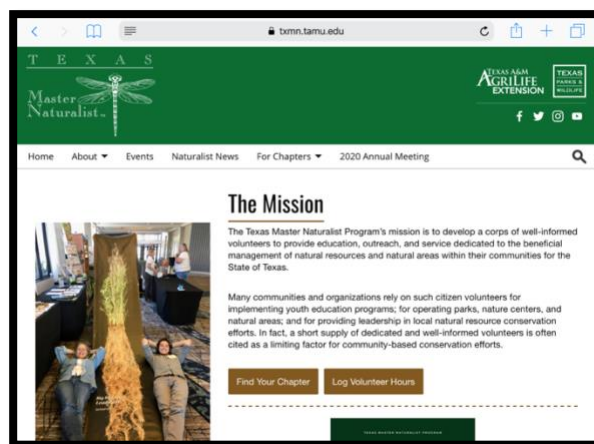 txmn.tamu.edu
T E X A S
Master
Naturalist
TEXAS A&M
AGRILIFE
EXTENSION
TEXAS
PARKS &
WILDLIFE
Home About Events Naturalist News For Chapters 2020 Annual Meeting
The Mission
The Texas Master Naturalist Program's mission is to develop a corps of well-informed
volunteers to provide education, outreach, and service dedicated to the beneficial
management of natural resources and natural areas within their communities for the
State of Texas.
Many communities and organizations rely on such citizen volunteers for
implementing youth education programs; for operating parks, nature centers, and
natural areas; and for providing leadership in local natural resource conservation
efforts. In fact, a short supply of dedicated and well-informed volunteers is often
cited as a limiting factor for community-based conservation efforts.
Find Your Chapter Log Volunteer Hours
TEXAS MASTER NATURALIST PROGRAM